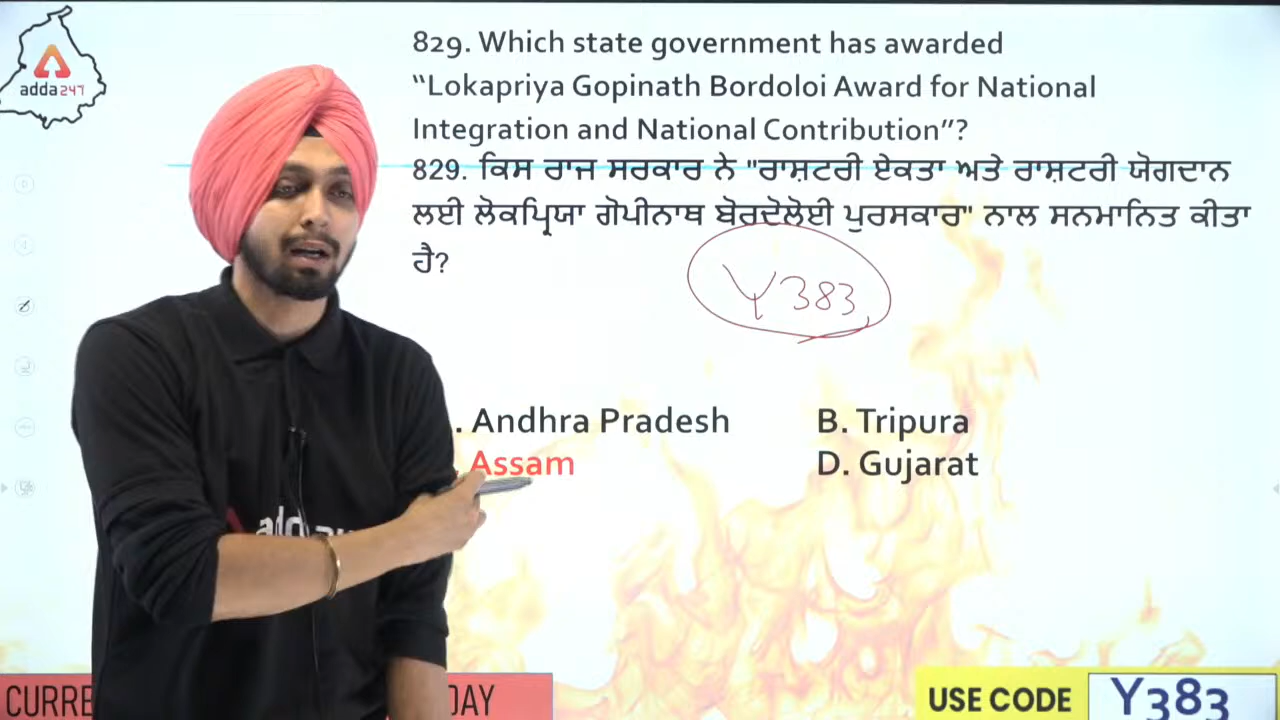 adda247
829. Which state government has awarded
“Lokapriya Gopinath Bordoloi Award for National
Integration and National Contribution”?
829. ਕਿਸ ਰਾਜ ਸਰਕਾਰ ਨੇ "ਰਾਸ਼ਟਰੀ ਏਕਤਾ ਅਤੇ ਰਾਸ਼ਟਰੀ ਯੋਗਦਾਨ
ਲਈ ਲੋਕਪ੍ਰਿਯਾ ਗੋਪੀਨਾਥ ਬੋਰਦੋਲੋਈ ਪੁਰਸਕਾਰ" ਨਾਲ ਸਨਮਾਨਿਤ ਕੀਤਾ
ਹੈ?
Y383
. Andhra Pradesh B. Tripura
Assam D. Gujarat
USE CODE Y383